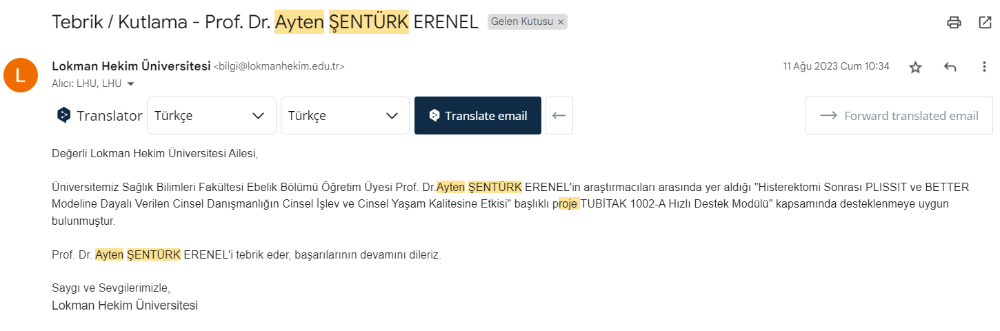 Tebrik / Kutlama - Prof. Dr. Ayten ŞENTÜRK ERENEL Gelen Kutusu ×
L
Lokman Hekim Üniversitesi <bilgi@lokmanhekim.edu.tr> 11 Ağu 2023 Cum 10:34
Alıcı: LHU, LHU
Translator Türkçe Türkçe Translate email ← → Forward translated email
Değerli Lokman Hekim Üniversitesi Ailesi,
Üniversitemiz Sağlık Bilimleri Fakültesi Ebelik Bölümü Öğretim Üyesi Prof. Dr.Ayten ŞENTÜRK ERENEL'in araştırmacıları arasında yer aldığı "Histerektomi Sonrası PLISSIT ve BETTER
Modeline Dayalı Verilen Cinsel Danışmanlığın Cinsel İşlev ve Cinsel Yaşam Kalitesine Etkisi" başlıklı proje TUBİTAK 1002-A Hızlı Destek Modülü" kapsamında desteklenmeye uygun
bulunmuştur.
Prof. Dr. Ayten ŞENTÜRK ERENEL'i tebrik eder, başarılarının devamını dileriz.
Saygı ve Sevgilerimizle,
Lokman Hekim Üniversitesi